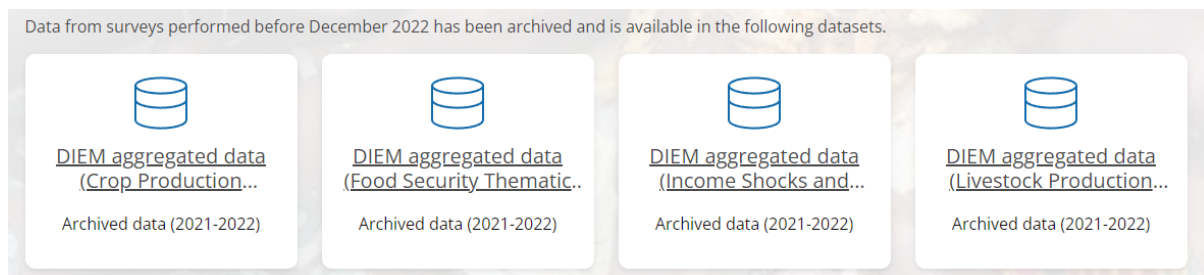 Data from surveys performed before December 2022 has been archived and is available in the following datasets.
DIEM aggregated data
(Crop Production...
Archived data (2021-2022)
DIEM aggregated data
(Food Security Thematic..
Archived data (2021-2022)
DIEM aggregated data
(Income Shocks and...
Archived data (2021-2022)
DIEM aggregated data
(Livestock Production...
Archived data (2021-2022)